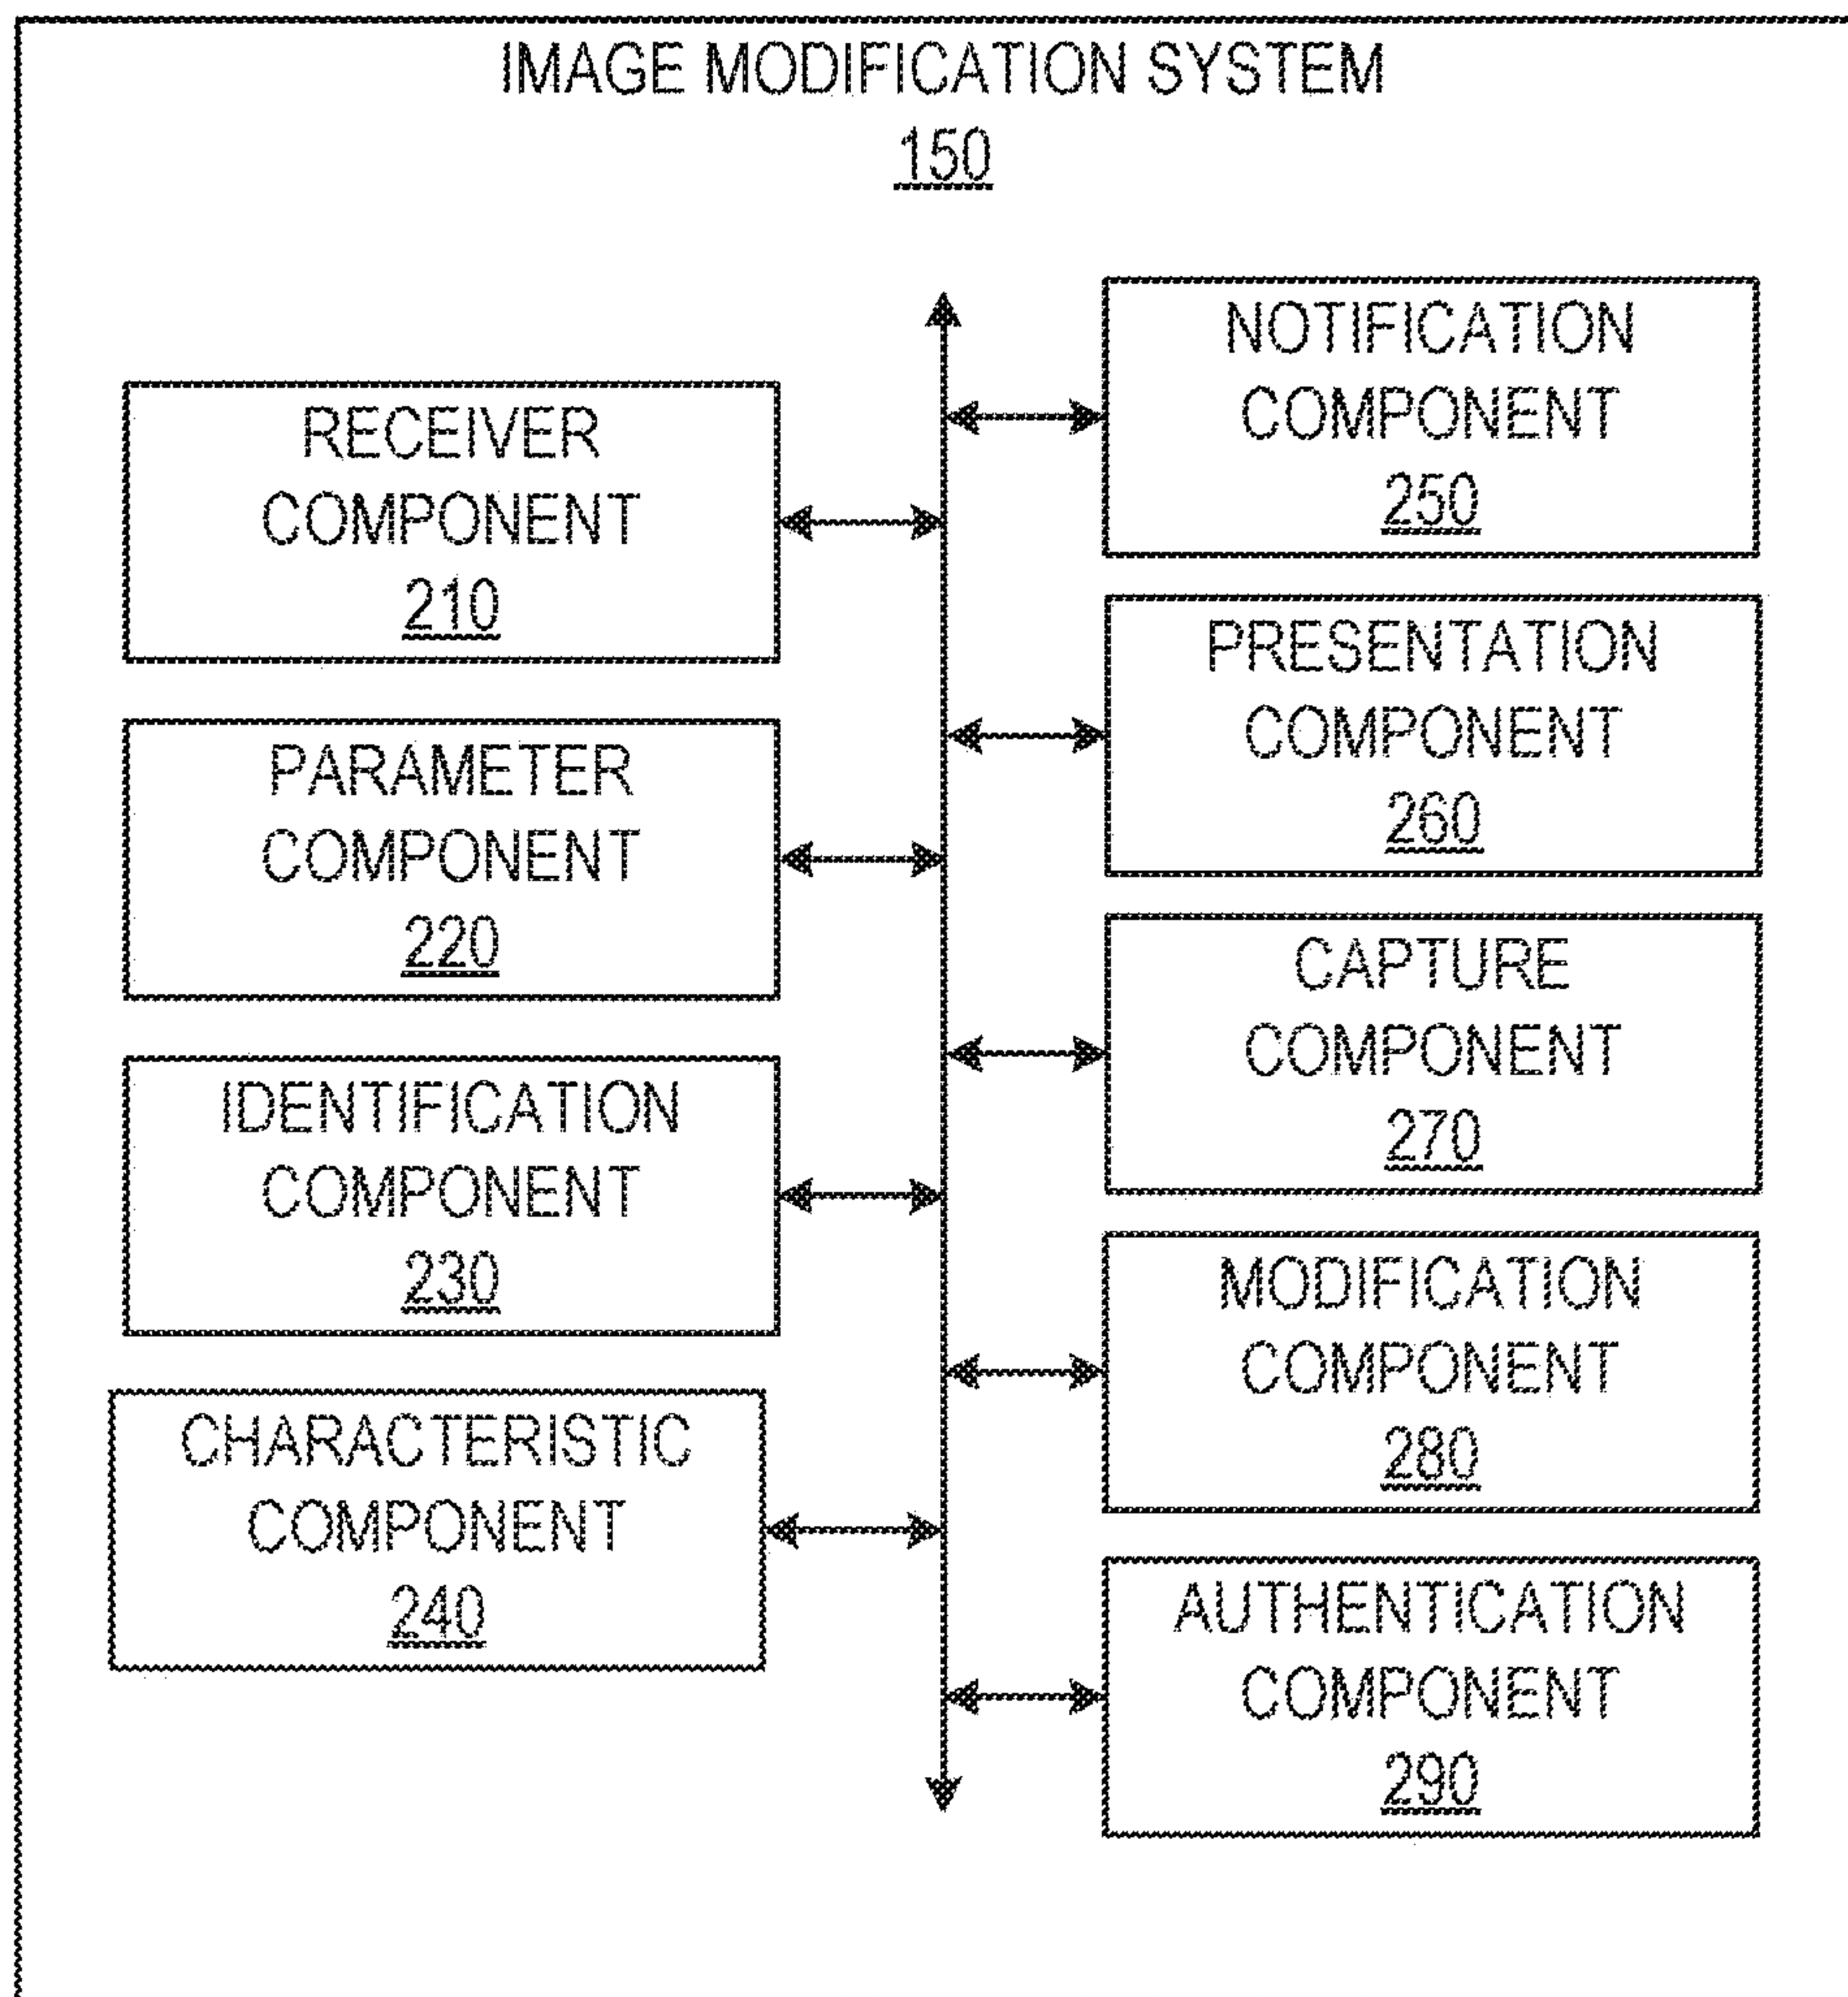 IMAGE MODIFICATION SYSTEM
150
RECEIVER
COMPONENT
210
PARAMETER
COMPONENT
220
IDENTIFICATION
COMPONENT
230
CHARACTERISTIC
COMPONENT
240
NOTIFICATION
COMPONENT
250
PRESENTATION
COMPONENT
260
CAPTURE
COMPONENT
270
MODIFICATION
COMPONENT
280
AUTHENTICATION
COMPONENT
290